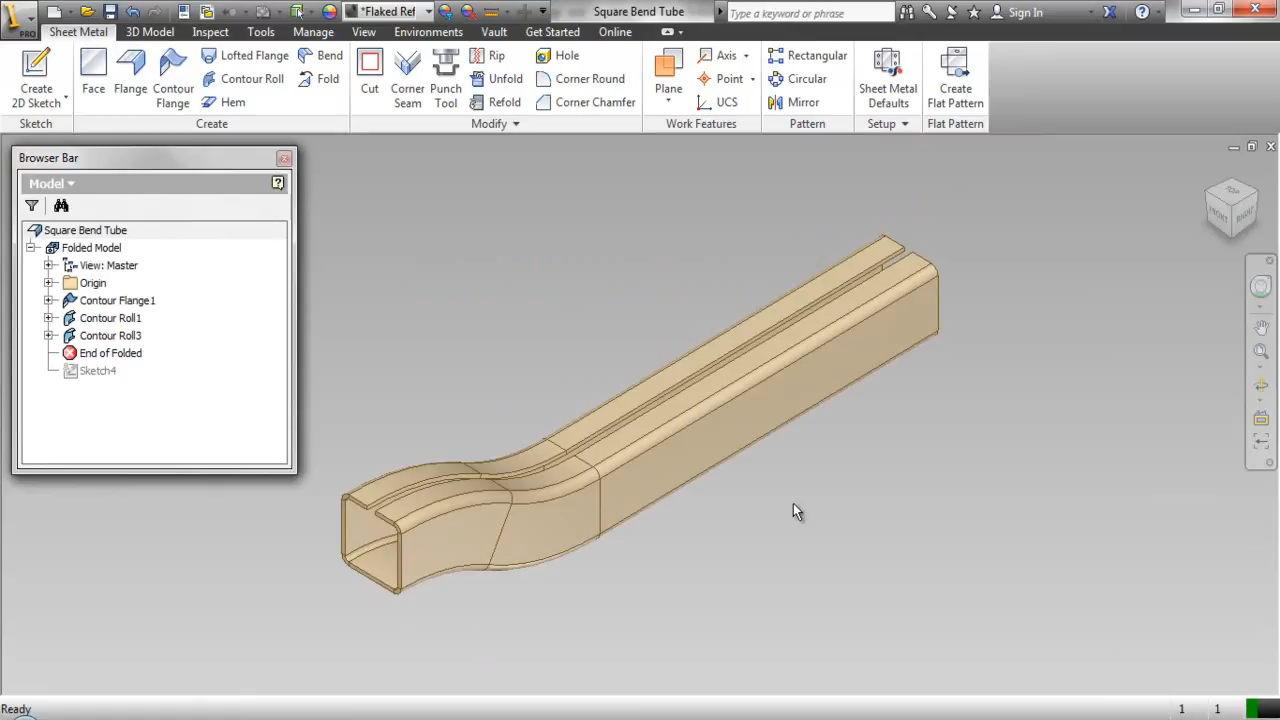 PRO
*Flaked Ref
Square Bend Tube
Type a keyword or phrase
Sign In
Sheet Metal
3D Model
Inspect
Tools
Manage
View
Environments
Vault
Get Started
Online
Create
2D Sketch
Face
Flange
Contour
Flange
Lofted Flange
Contour Roll
Hem
Bend
Fold
Cut
Corner
Seam
Punch
Tool
Rip
Unfold
Refold
Hole
Corner Round
Corner Chamfer
Plane
Axis
Point
UCS
Rectangular
Circular
Mirror
Sheet Metal
Defaults
Create
Flat Pattern
Sketch
Create
Modify
Work Features
Pattern
Setup
Flat Pattern
Browser Bar
Model
Square Bend Tube
Folded Model
View: Master
Origin
Contour Flange1
Contour Roll1
Contour Roll3
End of Folded
Sketch4
FRONT
RIGHT
Ready
1
1